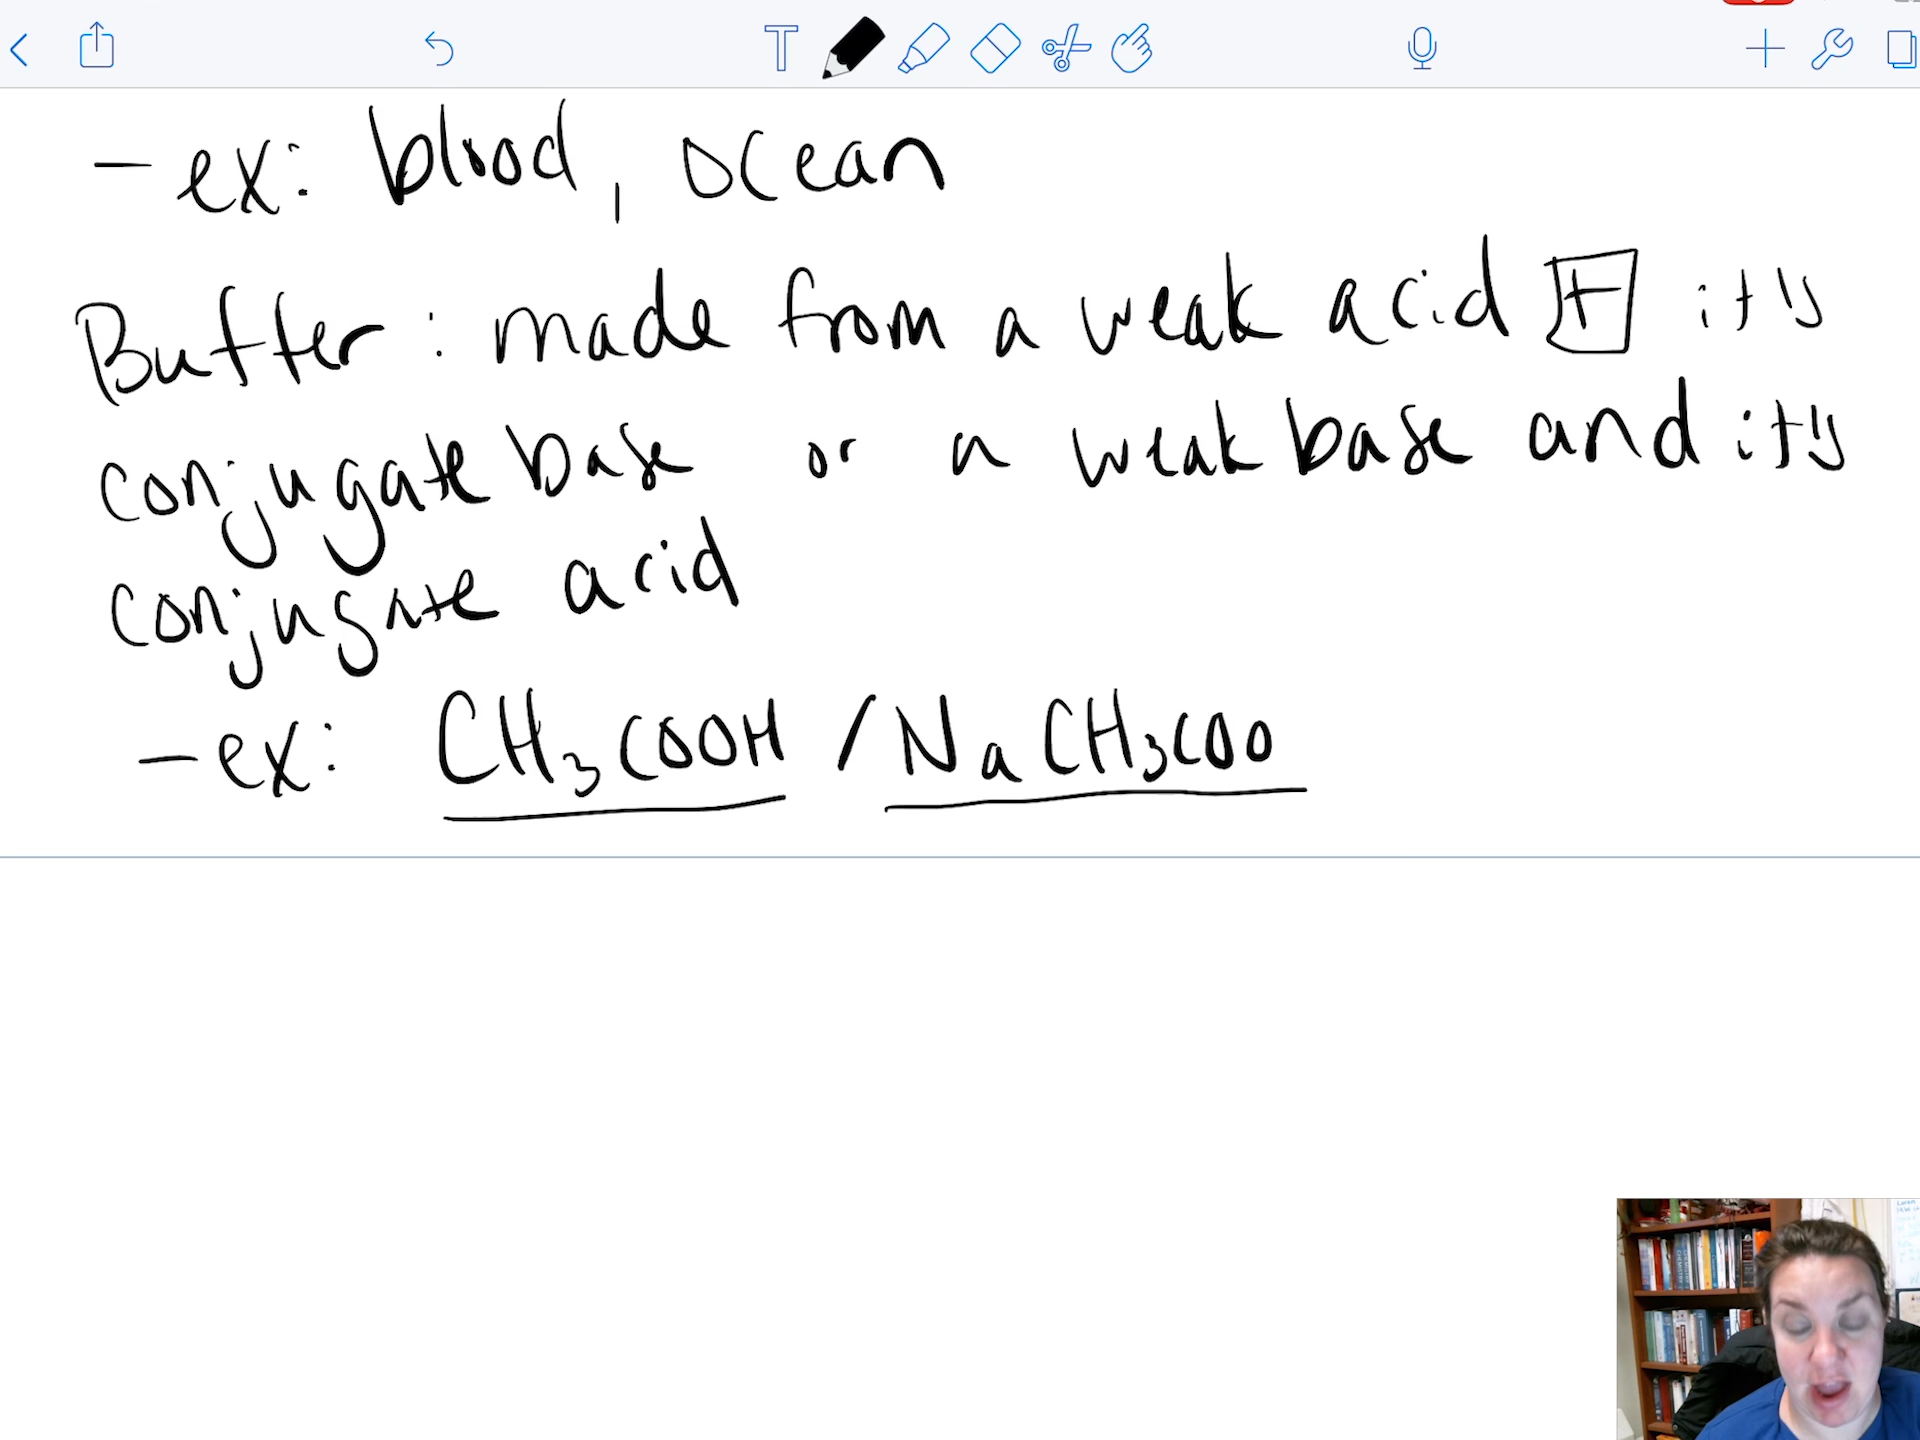 T
- ex: blood, ocean
Buffer: made from a weak acid + it's
conjugate base or a weak base and it's
conjugate acid
- ex: CH₃COOH / NaCH₃COO